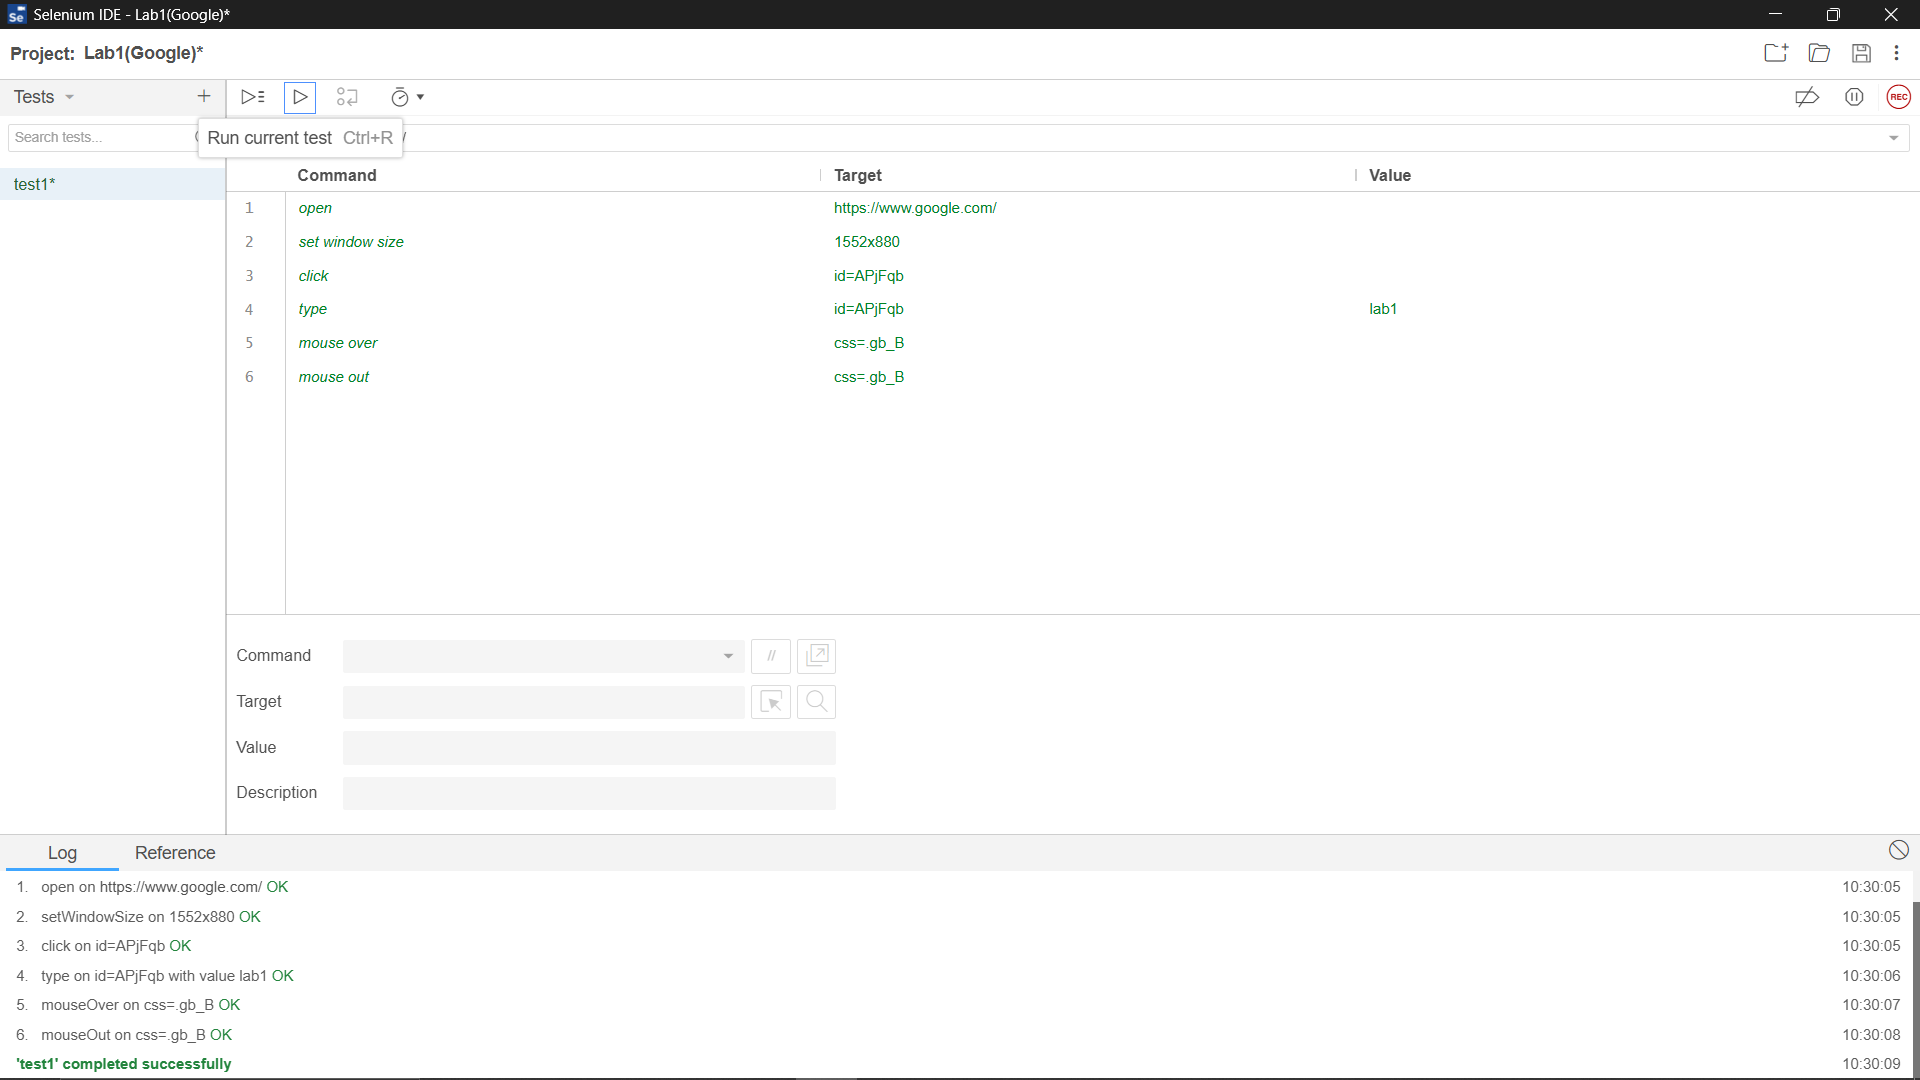 Selenium IDE - Lab1(Google)*
Project: Lab1(Google)*
Tests
REC
Search tests...
Run current test Ctrl+R
/
test1*
Command Target Value
1 open https://www.google.com/
2 set window size 1552x880
3 click id=APjFqb
4 type id=APjFqb lab1
5 mouse over css=.gb_B
6 mouse out css=.gb_B
Command //
Target
Value
Description
Log Reference
1. open on https://www.google.com/ OK 10:30:05
2. setWindowSize on 1552x880 OK 10:30:05
3. click on id=APjFqb OK 10:30:05
4. type on id=APjFqb with value lab1 OK 10:30:06
5. mouseOver on css=.gb_B OK 10:30:07
6. mouseOut on css=.gb_B OK 10:30:08
'test1' completed successfully 10:30:09